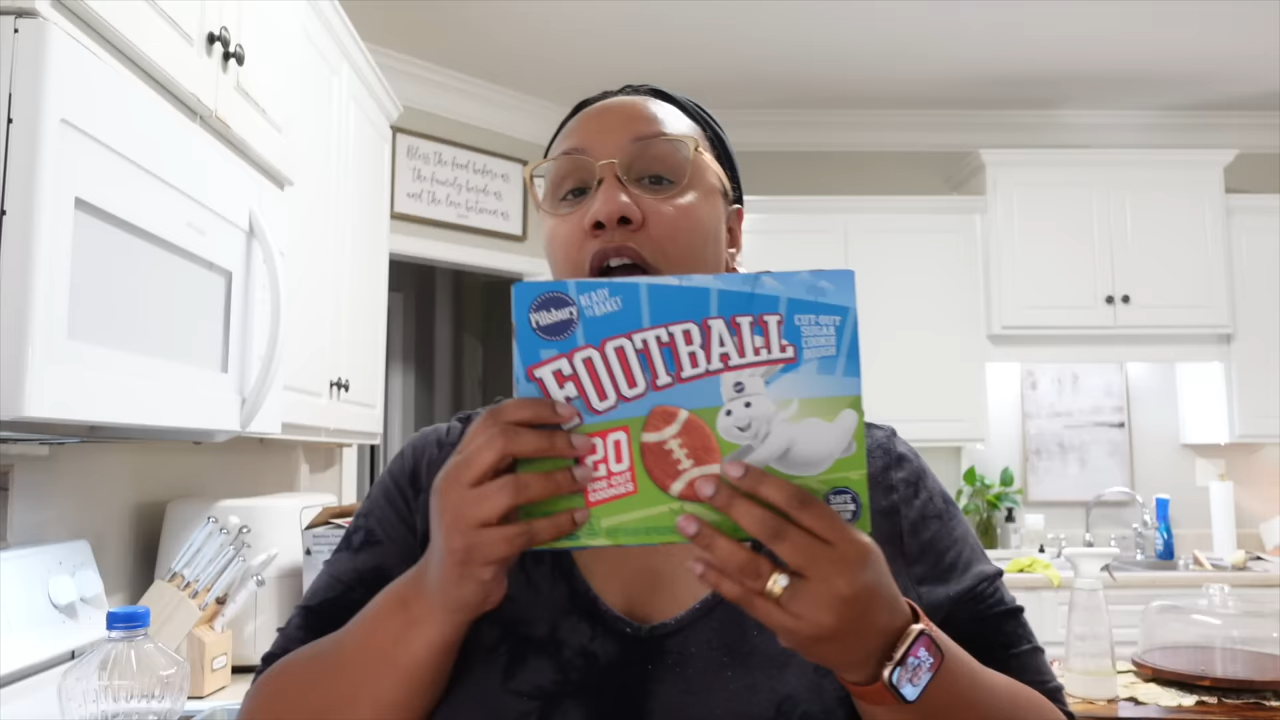 Bless the food before us
the family beside us
and the love between us
Pillsbury
READY
TO BAKE!
FOOTBALL
CUT-OUT
SUGAR
COOKIE
DOUGH
20
PRE-CUT
COOKIES
SAFE